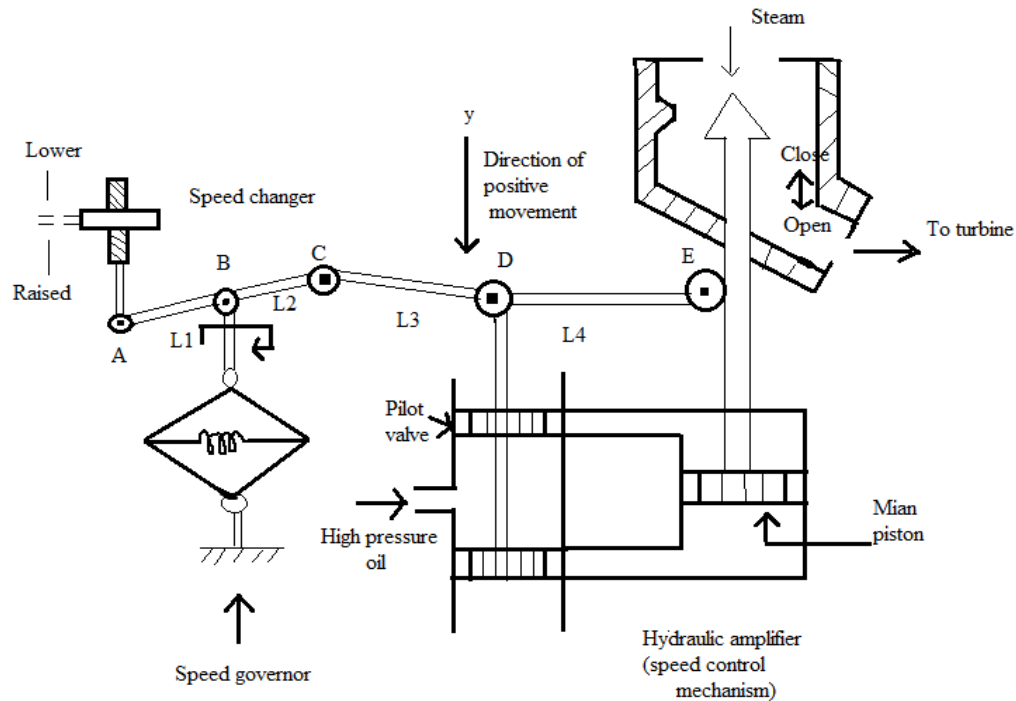 Steam
Lower
Speed changer
Raised
y
Direction of
positive
movement
Close
Open
To turbine
A
B
C
D
E
L1
L2
L3
L4
Pilot
valve
High pressure
oil
Mian
piston
Speed governor
Hydraulic amplifier
(speed control
mechanism)